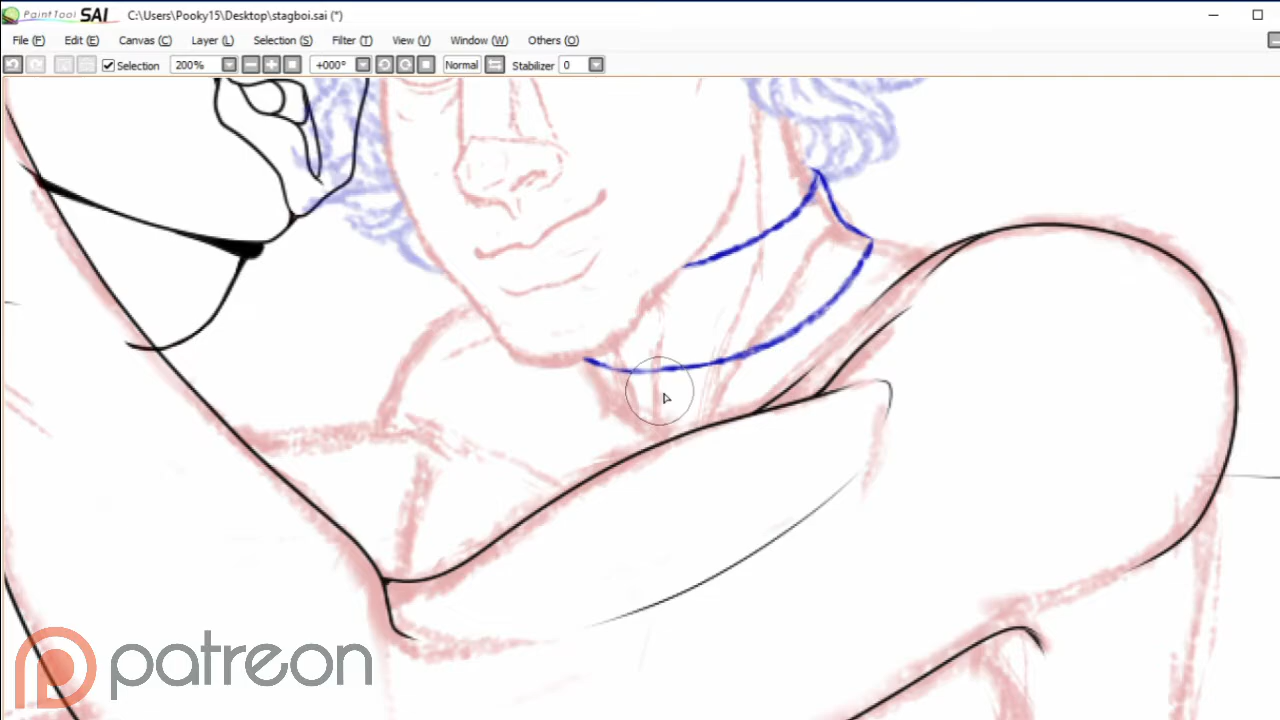 PaintTool SAI C:\Users\Pooky15\Desktop\stagboi.sai (*)
File (F) Edit (E) Canvas (C) Layer (L) Selection (S) Filter (T) View (V) Window (W) Others (O)
Selection 200% +000° Normal Stabilizer 0
patreon